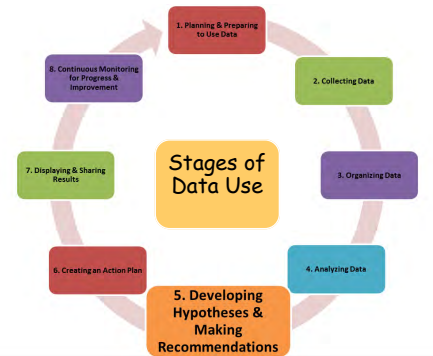 Stages of
Data Use
1. Planning & Preparing
to Use Data
2. Collecting Data
3. Organizing Data
4. Analyzing Data
5. Developing
Hypotheses &
Making
Recommendations
6. Creating an Action Plan
7. Displaying & Sharing
Results
8. Continuous Monitoring
for Progress &
Improvement